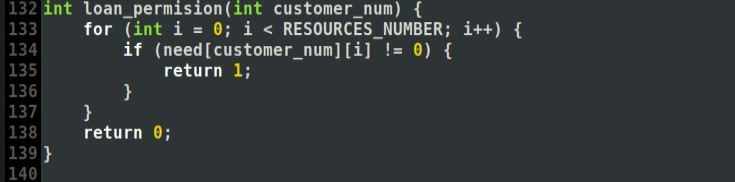 132 int loan_permision(int customer_num) {
133     for (int i = 0; i < RESOURCES_NUMBER; i++) {
134         if (need[customer_num][i] != 0) {
135             return 1;
136         }
137     }
138     return 0;
139 }
140